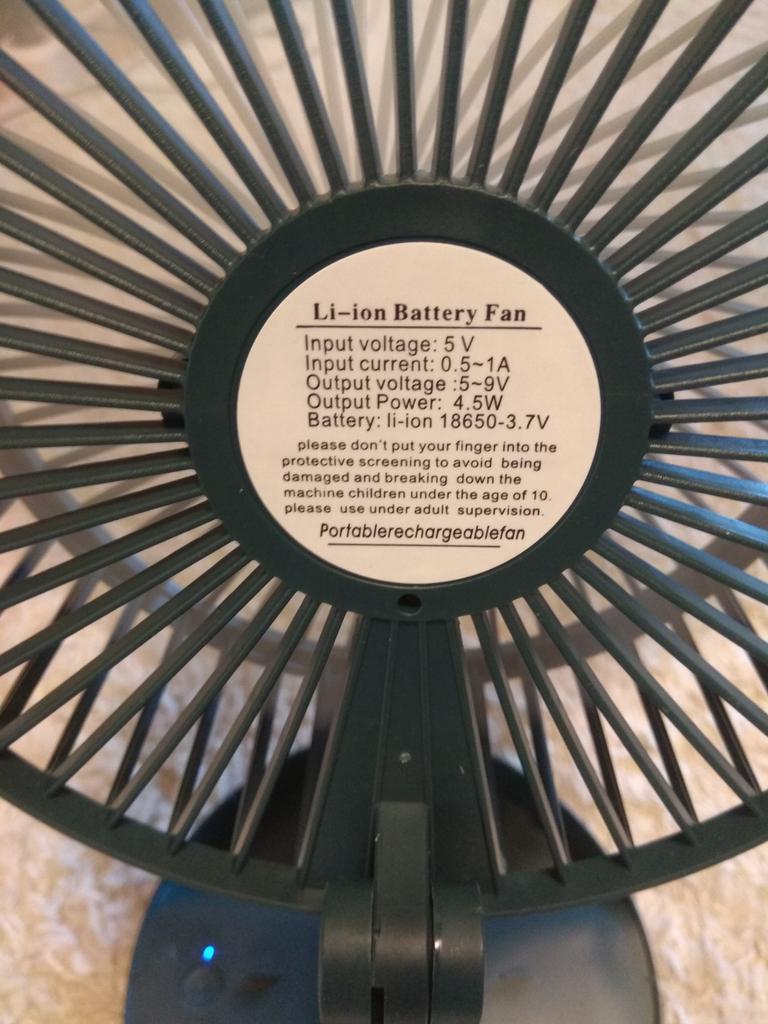 Li-ion Battery Fan
Input voltage: 5 V
Input current: 0.5~1A
Output voltage :5~9V
Output Power: 4.5W
Battery: li-ion 18650-3.7V
please don't put your finger into the
protective screening to avoid being
damaged and breaking down the
machine children under the age of 10.
please use under adult supervision.
Portablerechargeablefan